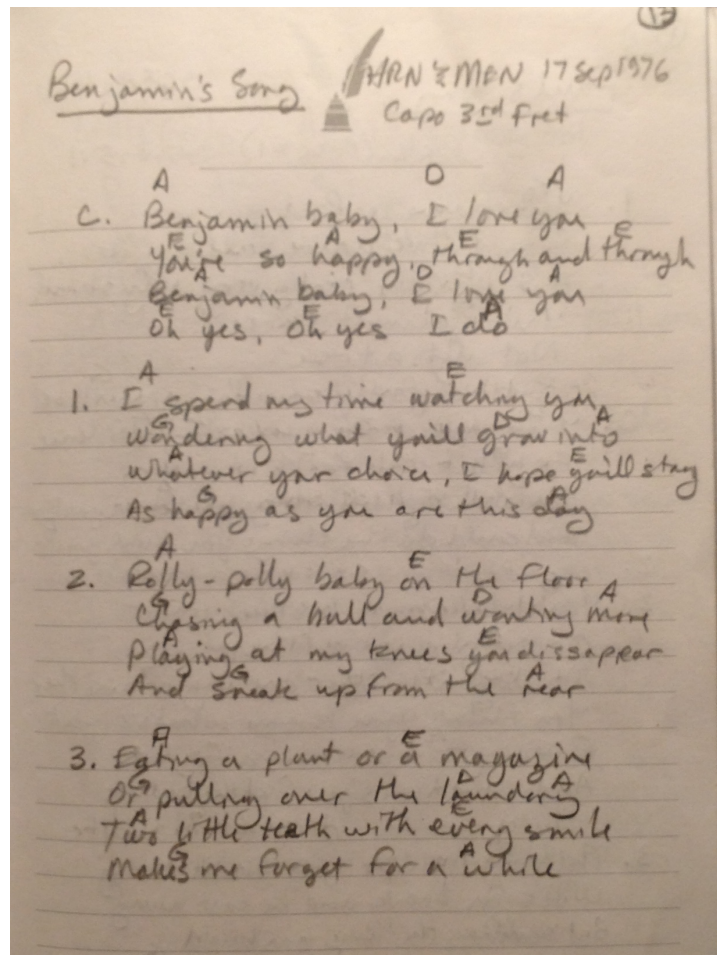 13
Benjamin's Song HRN & MEN 17 Sep 1976
Capo 3rd Fret
A D A
C. Benjamin baby, I love you
E A E E
You're so happy, through and through
A D A
Benjamin baby, I love you
E E A
Oh yes, Oh yes I do
A E
1. I spend my time watching you
G D A
wondering what you'll grow into
A E
whatever your choice, I hope you'll stay
G A
As happy as you are this day
A E
2. Rolly-polly baby on the floor
G D A
Chasing a ball and wanting more
A E
Playing at my knees you dissappear
G A
And sneak up from the rear
A E
3. Eating a plant or a magazine
G D A
Or pulling over the laundery
A E
Two little teeth with every smile
G A
Makes me forget for a while